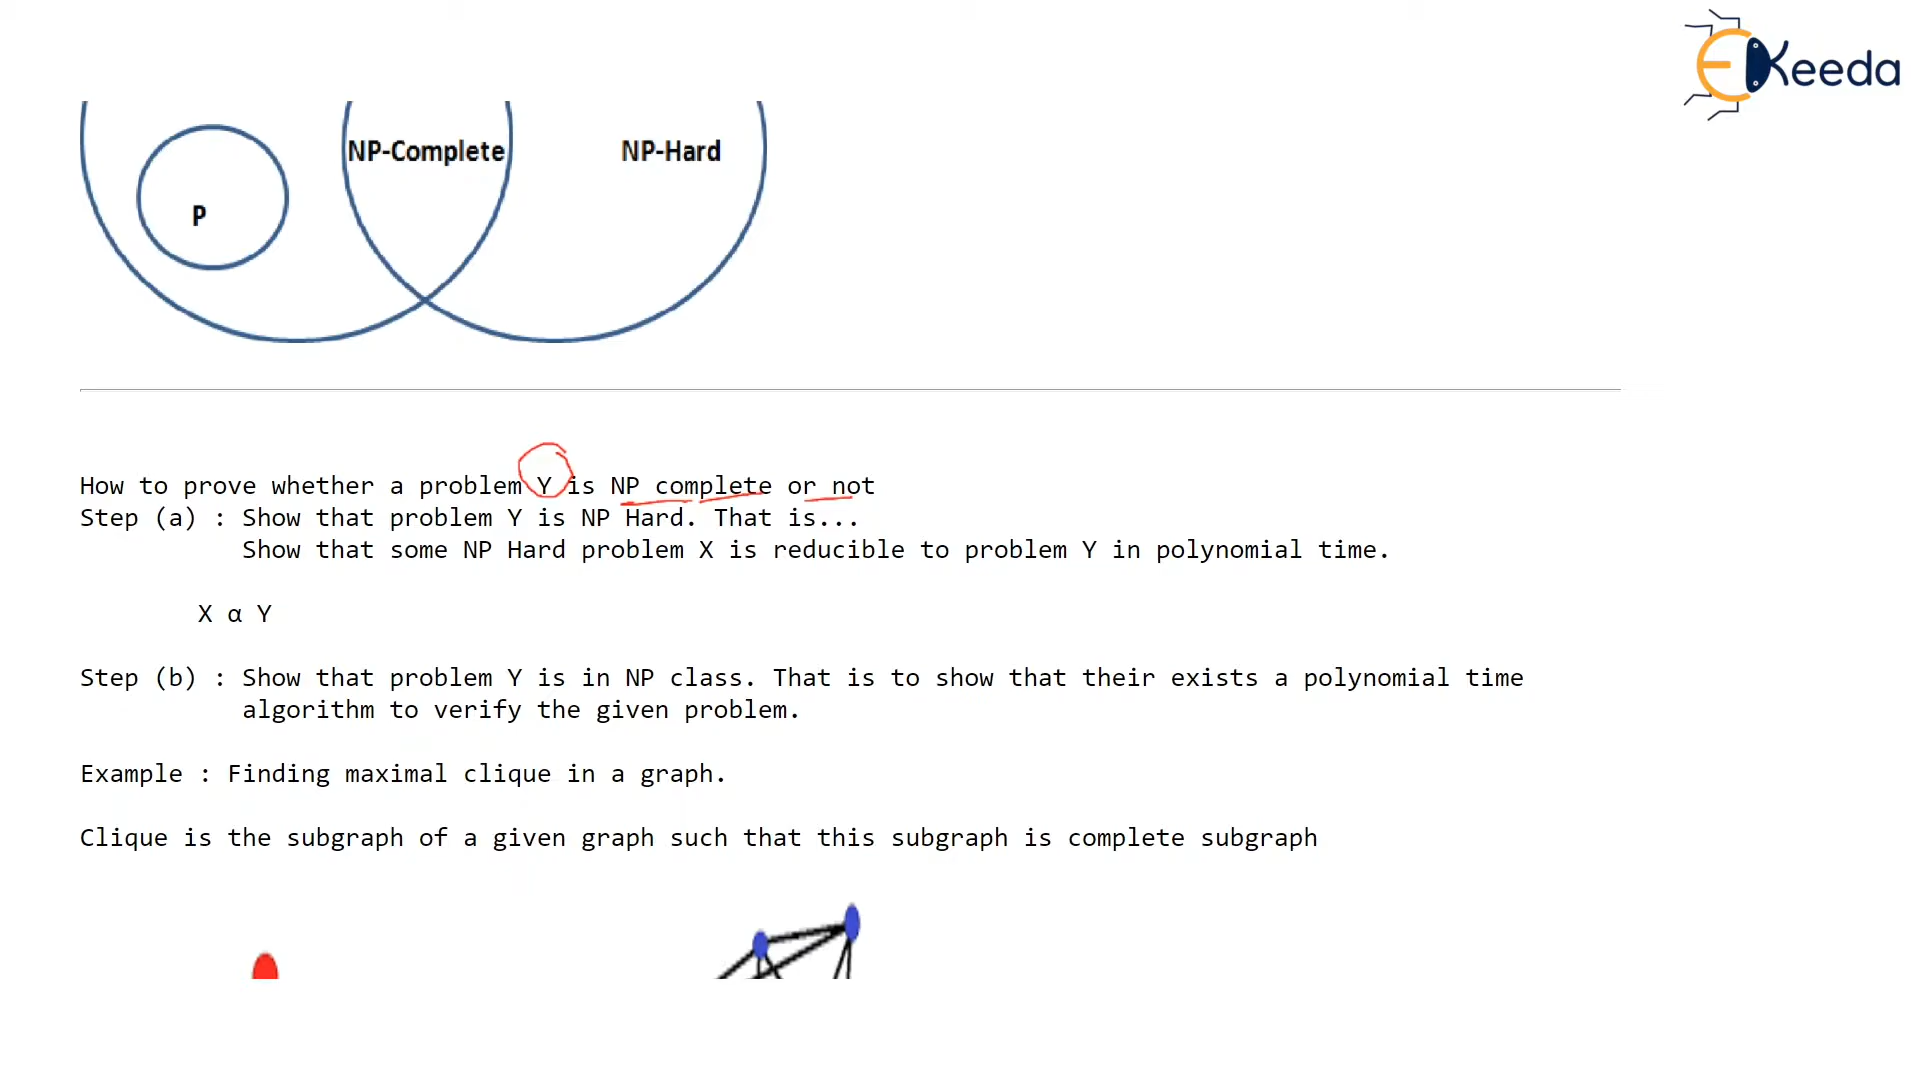 Keeda
NP-Complete
NP-Hard
P
How to prove whether a problem Y is NP complete or not
Step (a) : Show that problem Y is NP Hard. That is...
Show that some NP Hard problem X is reducible to problem Y in polynomial time.
X α Y
Step (b) : Show that problem Y is in NP class. That is to show that their exists a polynomial time
algorithm to verify the given problem.
Example : Finding maximal clique in a graph.
Clique is the subgraph of a given graph such that this subgraph is complete subgraph